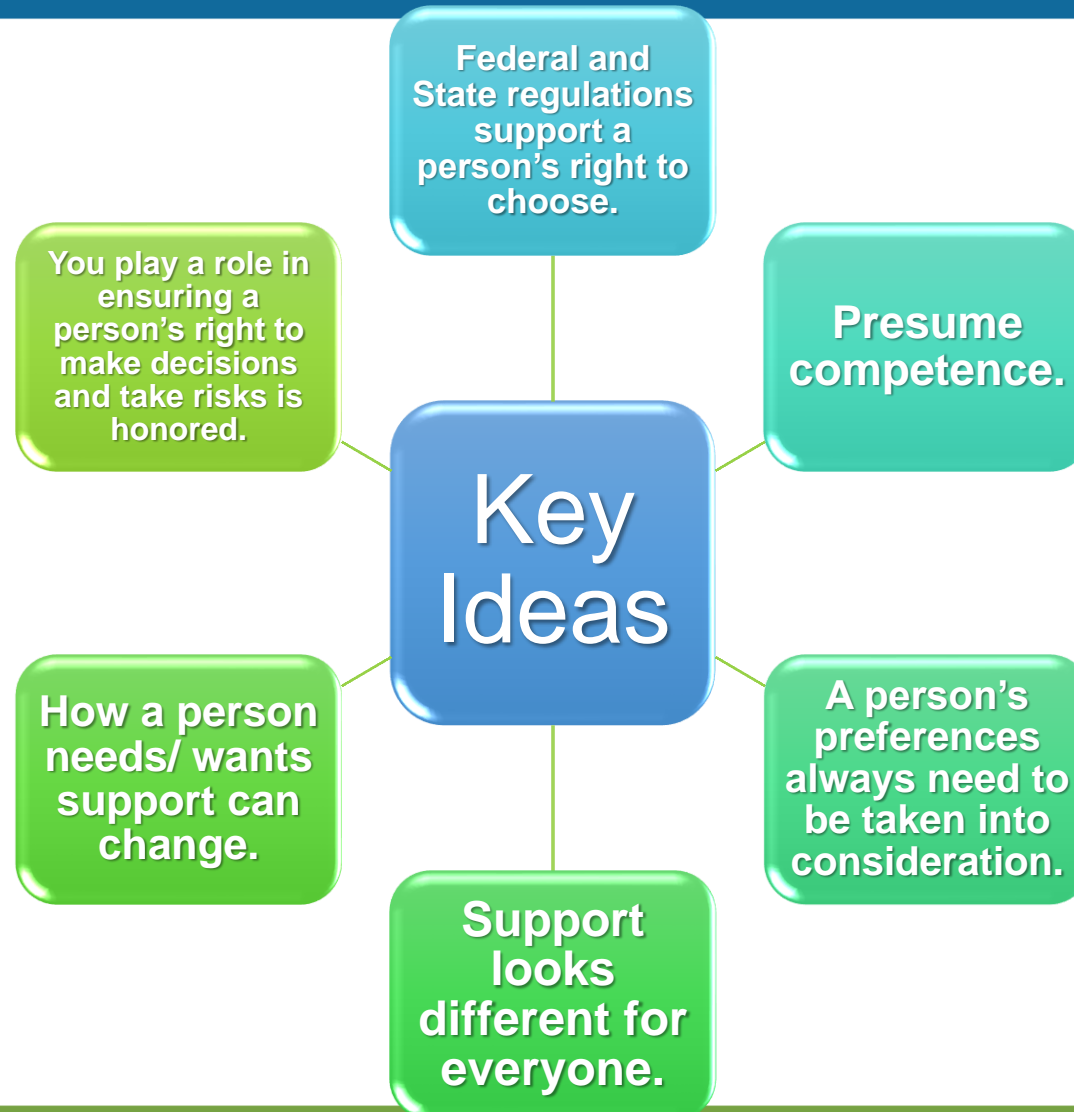 Federal and
State regulations
support a
person’s right to
choose.
You play a role in
ensuring a
person’s right to
make decisions
and take risks is
honored.
Presume
competence.
Key
Ideas
How a person
needs/ wants
support can
change.
A person’s
preferences
always need to
be taken into
consideration.
Support
looks
different for
everyone.